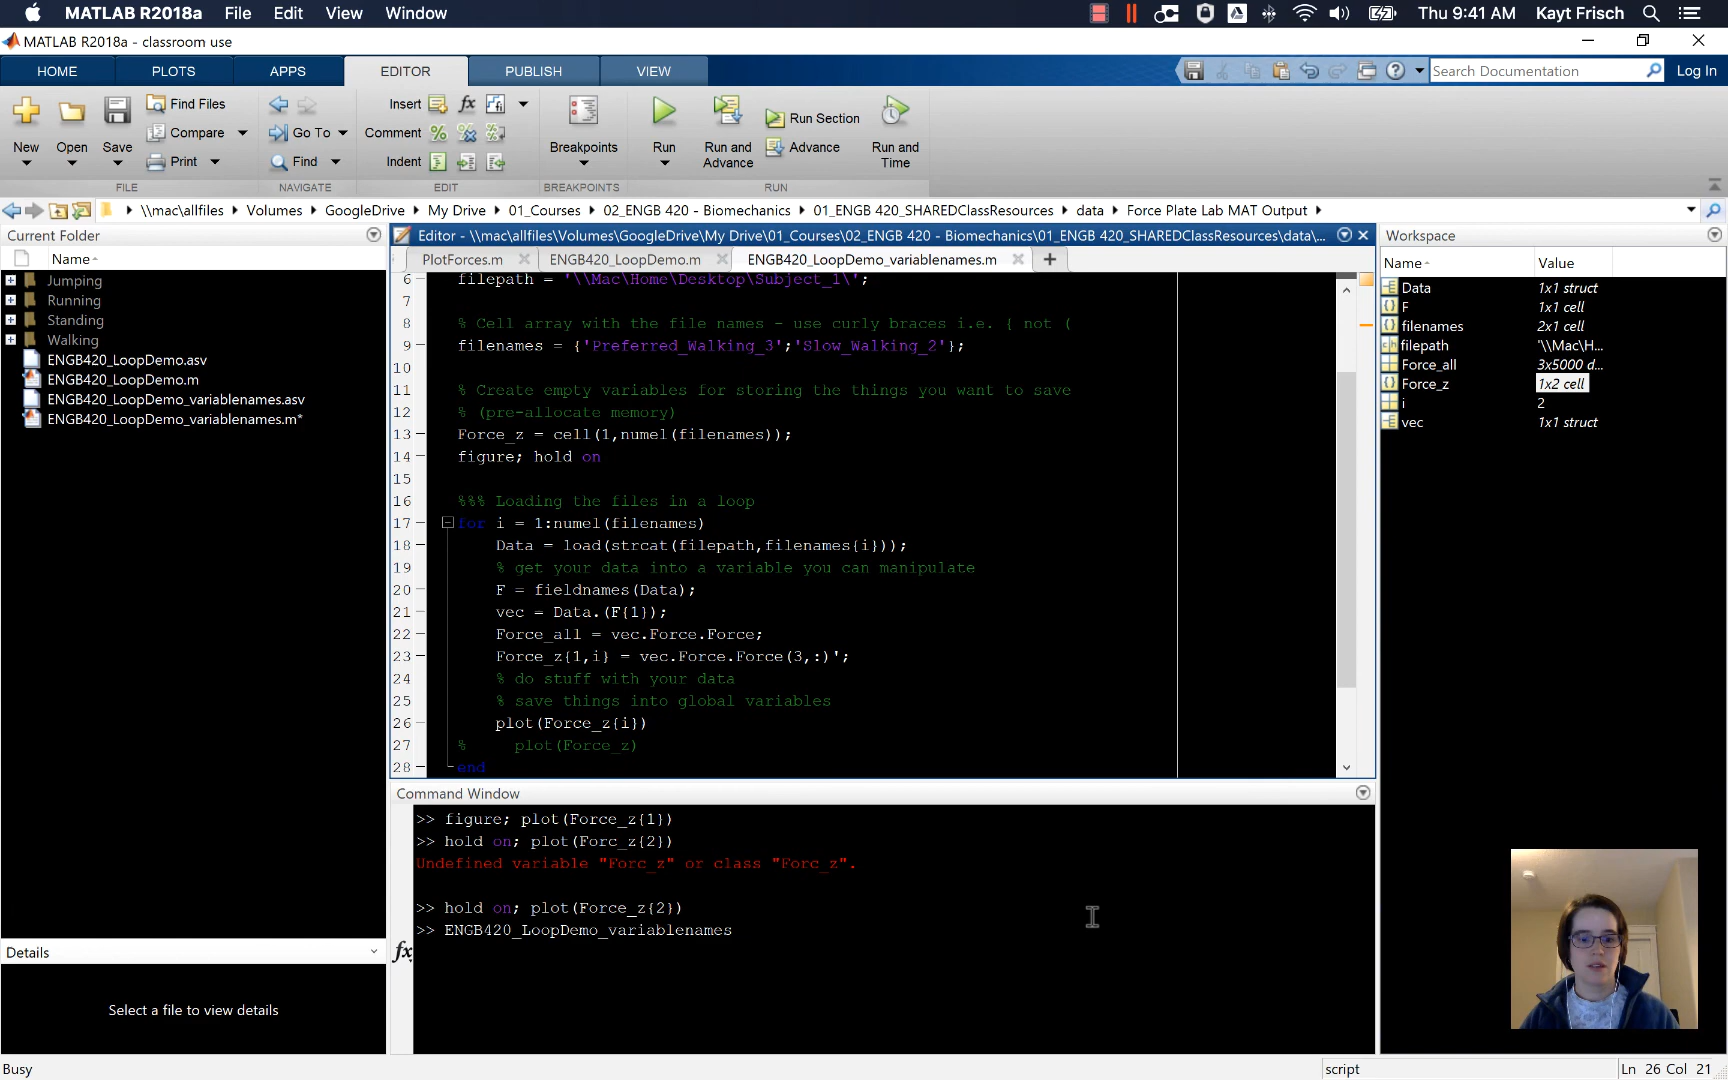 MATLAB R2018a File Edit View Window Thu 9:41 AM Kayt Frisch
MATLAB R2018a - classroom use
HOME PLOTS APPS EDITOR PUBLISH VIEW Search Documentation Log In
New Open Save Find Files Compare Print
Go To Find
Insert fx
Comment %
Indent
Breakpoints
Run Run and Advance Run Section Advance Run and Time
FILE NAVIGATE EDIT BREAKPOINTS RUN
\\mac\allfiles Volumes GoogleDrive My Drive 01_Courses 02_ENGB 420 - Biomechanics 01_ENGB 420_SHAREDClassResources data Force Plate Lab MAT Output
Current Folder
Name
Jumping
Running
Standing
Walking
ENGB420_LoopDemo.asv
ENGB420_LoopDemo.m
ENGB420_LoopDemo_variablenames.asv
ENGB420_LoopDemo_variablenames.m*
Details
Select a file to view details
Editor - \\mac\allfiles\Volumes\GoogleDrive\My Drive\01_Courses\02_ENGB 420 - Biomechanics\01_ENGB 420_SHAREDClassResources\data\...
PlotForces.m ENGB420_LoopDemo.m ENGB420_LoopDemo_variablenames.m
6 filepath = '\\Mac\Home\Desktop\Subject_1\';
7
8 % Cell array with the file names - use curly braces i.e. { not (
9 filenames = {'Preferred_Walking_3';'Slow_Walking_2'};
10
11 % Create empty variables for storing the things you want to save
12 % (pre-allocate memory)
13 Force_z = cell(1,numel(filenames));
14 figure; hold on
15
16 %%% Loading the files in a loop
17 for i = 1:numel(filenames)
18 Data = load(strcat(filepath,filenames{i}));
19 % get your data into a variable you can manipulate
20 F = fieldnames(Data);
21 vec = Data.(F{1});
22 Force_all = vec.Force.Force;
23 Force_z{1,i} = vec.Force.Force(3,:)';
24 % do stuff with your data
25 % save things into global variables
26 plot(Force_z{i})
27 % plot(Force_z)
28 end
Command Window
>> figure; plot(Force_z{1})
>> hold on; plot(Forc_z{2})
Undefined variable "Forc_z" or class "Forc_z".
>> hold on; plot(Force_z{2})
>> ENGB420_LoopDemo_variablenames
fx
Workspace
Name Value
Data 1x1 struct
F 1x1 cell
filenames 2x1 cell
filepath '\\Mac\H...
Force_all 3x5000 d...
Force_z 1x2 cell
i 2
vec 1x1 struct
Busy script Ln 26 Col 21